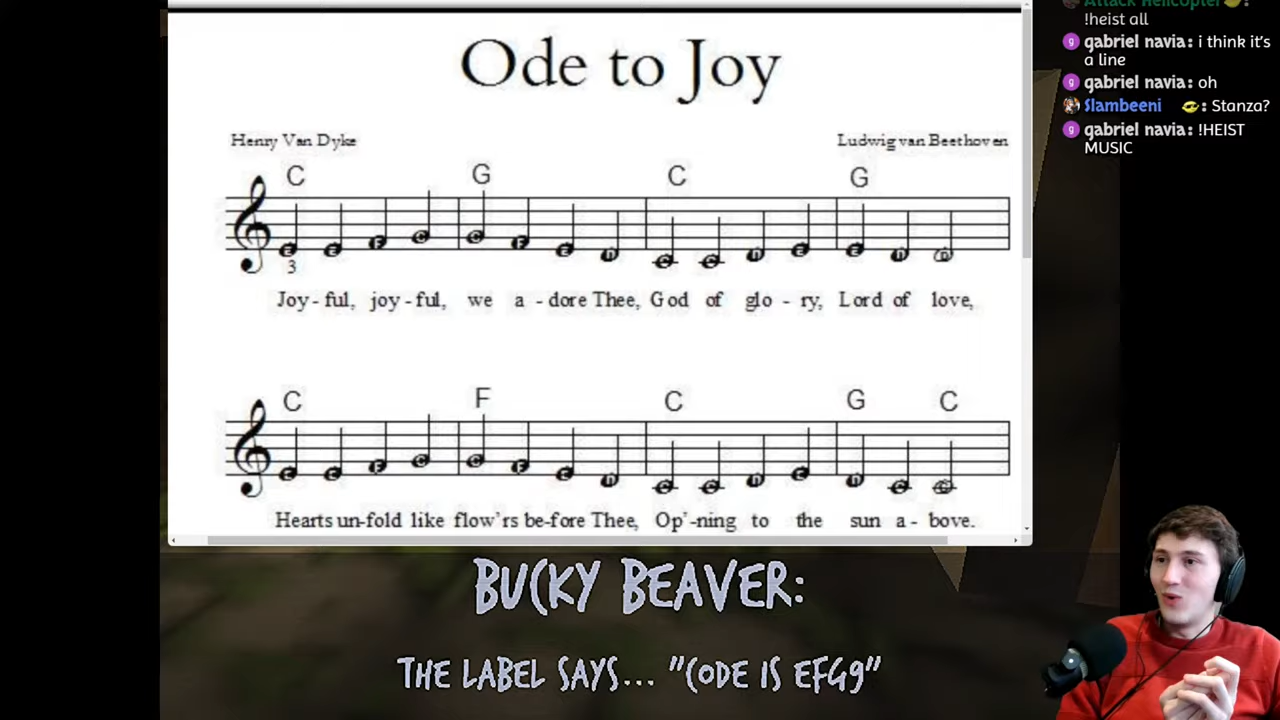 Ode to Joy
Henry Van Dyke
Ludwig van Beethoven
C G C G
E E F G G F E D C C D E E D D
3
Joy - ful, joy - ful, we a - dore Thee, God of glo - ry, Lord of love,
C F C G C
E E F G G F E D C C D E D C C
Hearts un-fold like flow'rs be-fore Thee, Op'-ning to the sun a - bove.
BUCKY BEAVER:
THE LABEL SAYS... "CODE IS EFG9"
Attack Helicopter:
!heist all
gabriel navia: i think it's
a line
gabriel navia: oh
Slambeeni : Stanza?
gabriel navia: !HEIST
MUSIC